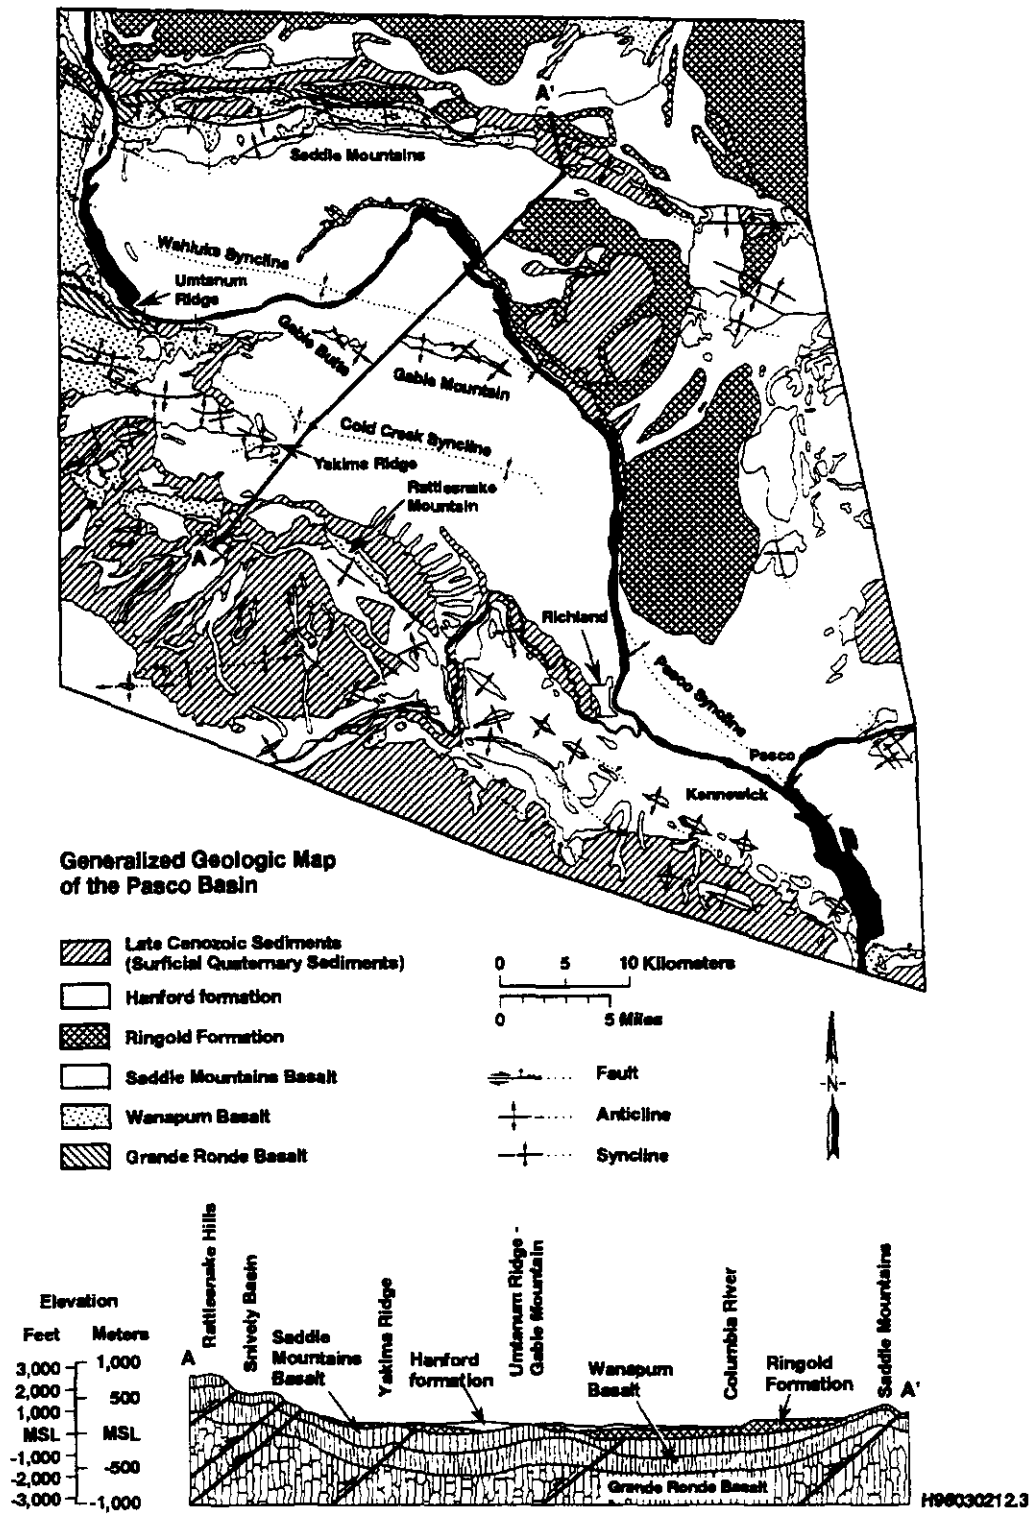 A'
Saddle Mountains
Wahluke Syncline
Umtanum
Ridge
Gable Butte
Gable Mountain
Cold Creek Syncline
Yakima Ridge
Rattlesnake
Mountain
A
Richland
Pasco Syncline
Pasco
Kennewick
Generalized Geologic Map
of the Pasco Basin
Late Cenozoic Sediments
(Surficial Quaternary Sediments)
Hanford formation
Ringold Formation
Saddle Mountains Basalt
Wanapum Basalt
Grande Ronde Basalt
0 5 10 Kilometers
0 5 Miles
Fault
Anticline
Syncline
-N-
Elevation
Feet Meters
3,000 1,000
2,000 500
1,000
MSL MSL
-1,000
-2,000 -500
-3,000 -1,000
A
Rattlesnake Hills
Snively Basin
Saddle
Mountains
Basalt
Yakima Ridge
Hanford
formation
Umtanum Ridge -
Gable Mountain
Wanapum
Basalt
Columbia River
Ringold
Formation
Saddle Mountains
A'
Grande Ronde Basalt
H96030212.3